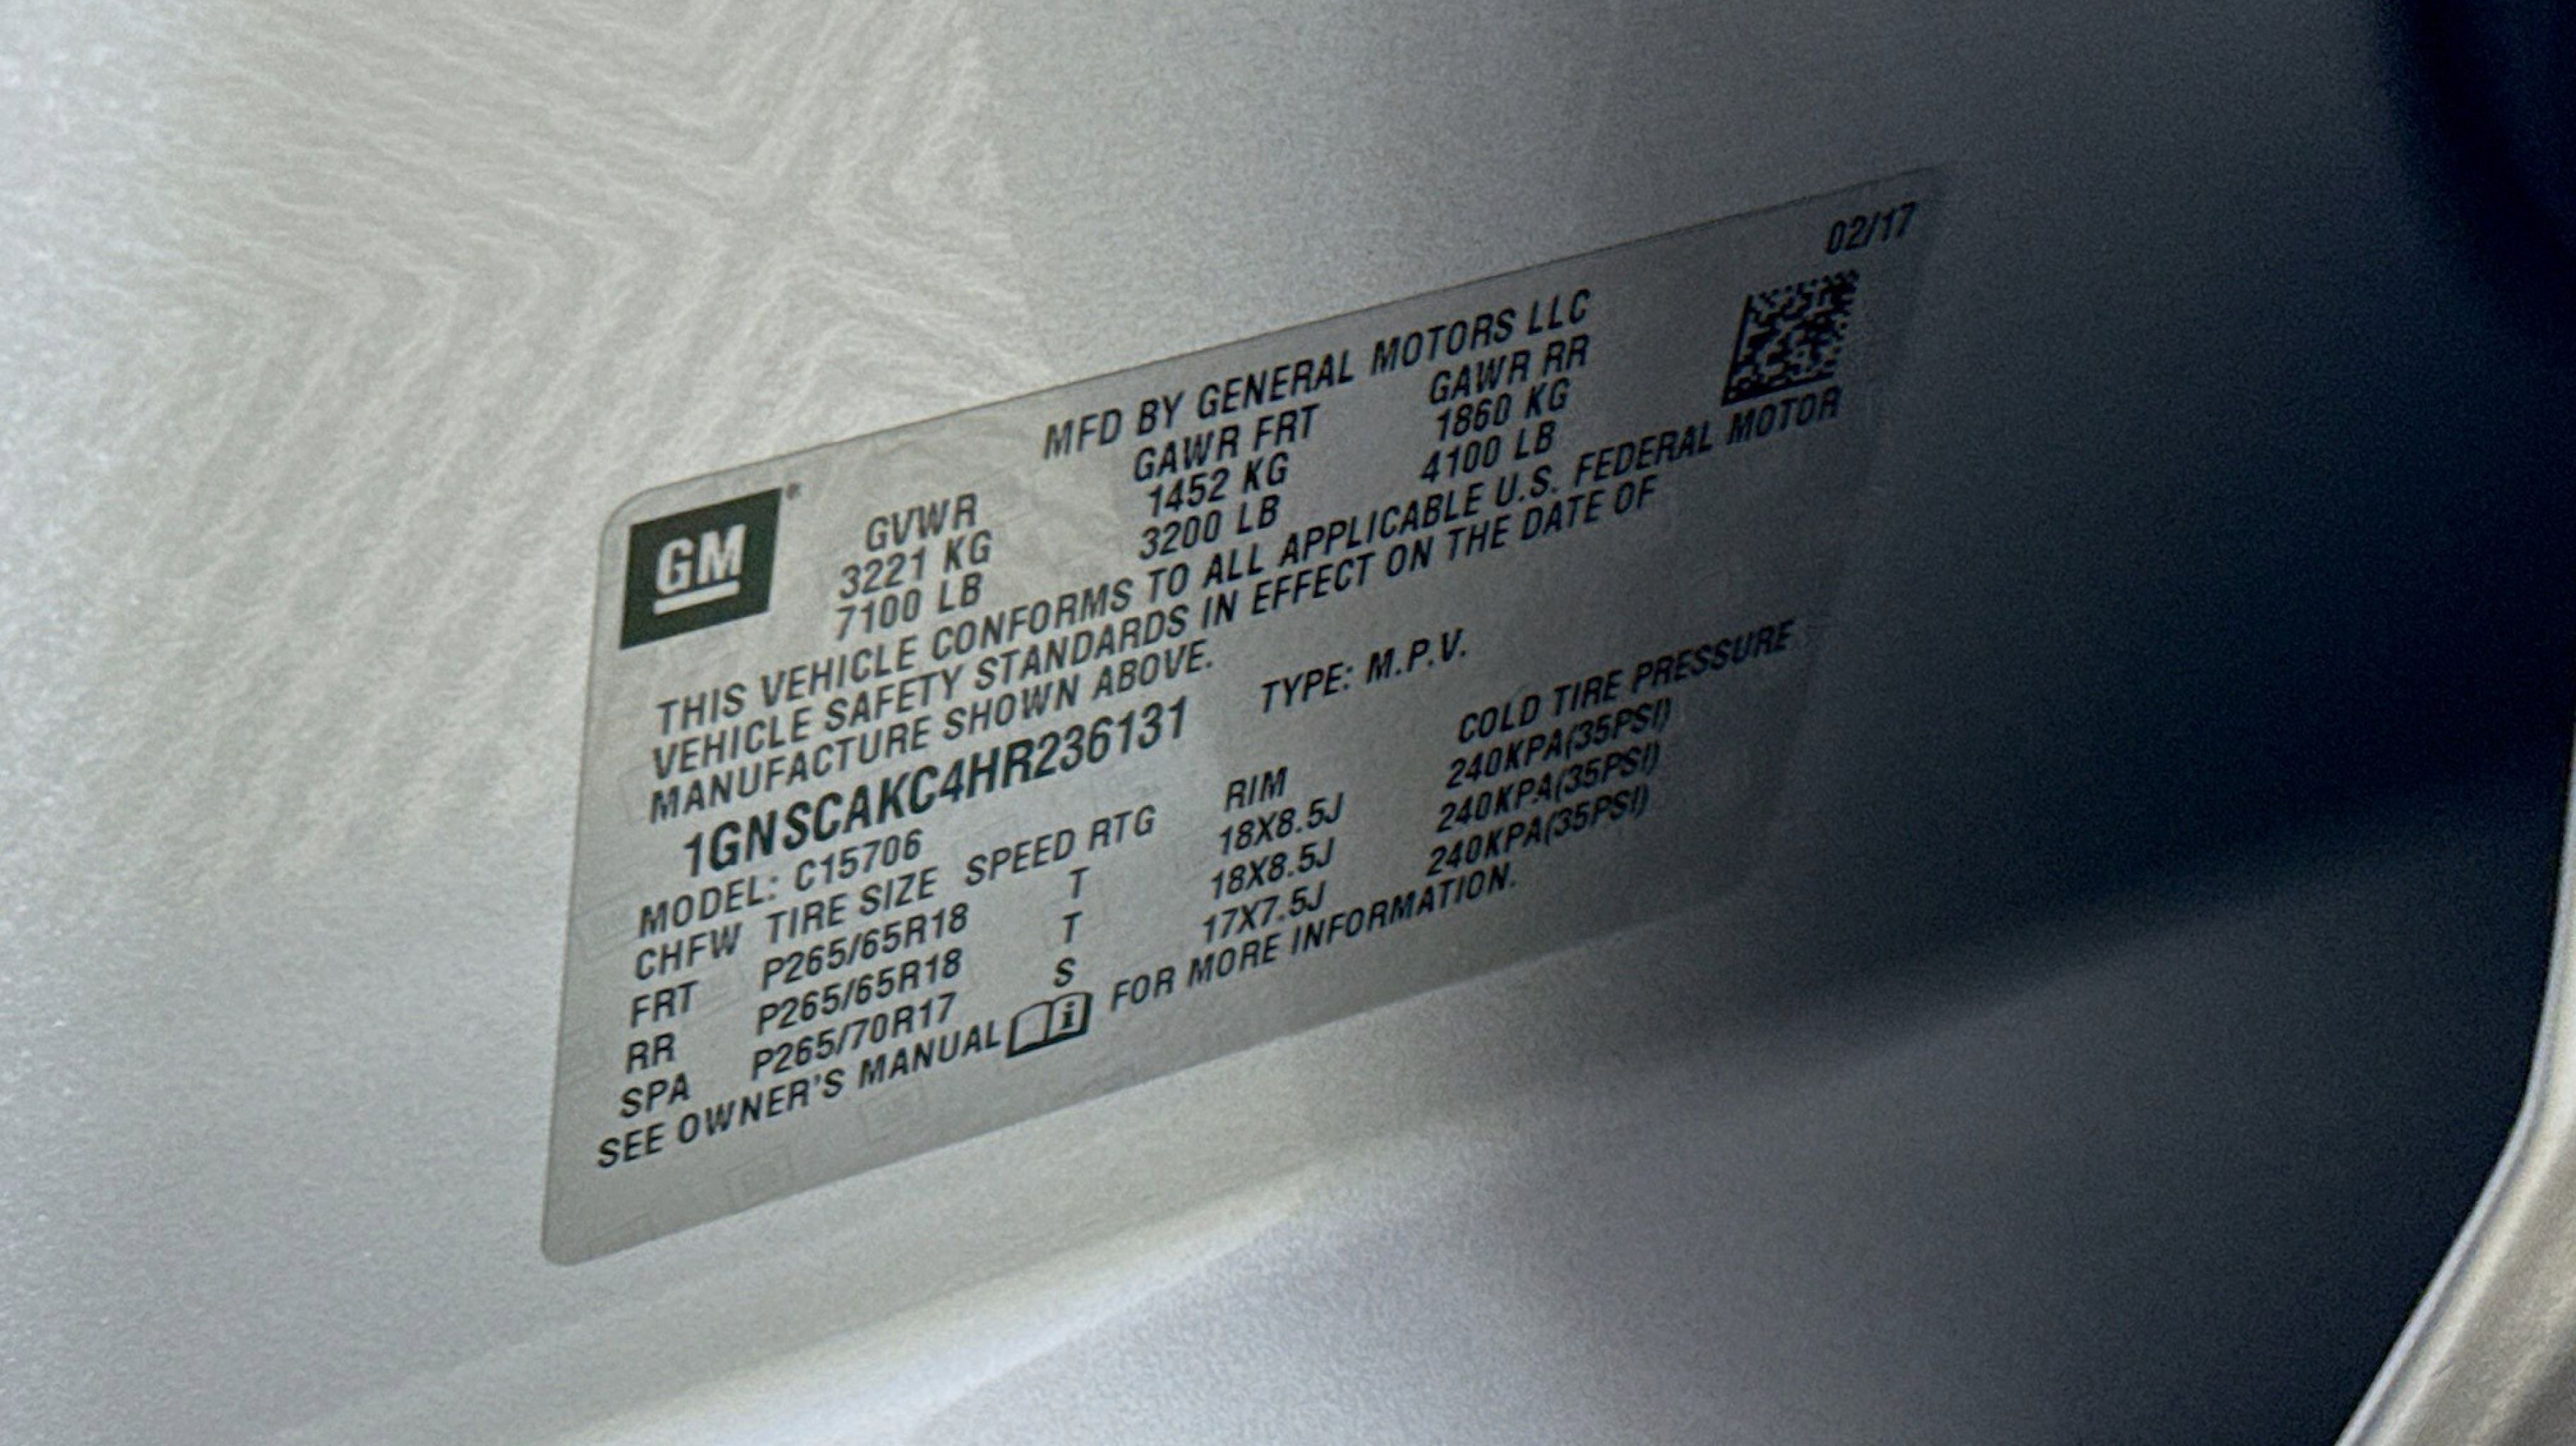 02/17
MFD BY GENERAL MOTORS LLC
GM
GVWR GAWR FRT GAWR RR
3221 KG 1452 KG 1860 KG
7100 LB 3200 LB 4100 LB
THIS VEHICLE CONFORMS TO ALL APPLICABLE U.S. FEDERAL MOTOR
VEHICLE SAFETY STANDARDS IN EFFECT ON THE DATE OF
MANUFACTURE SHOWN ABOVE.
1GNSCAKC4HR236131 TYPE: M.P.V.
MODEL: C15706
CHFW TIRE SIZE SPEED RTG RIM COLD TIRE PRESSURE
FRT P265/65R18 T 18X8.5J 240KPA(35PSI)
RR P265/65R18 T 18X8.5J 240KPA(35PSI)
SPA P265/70R17 S 17X7.5J 240KPA(35PSI)
SEE OWNER'S MANUAL i FOR MORE INFORMATION.